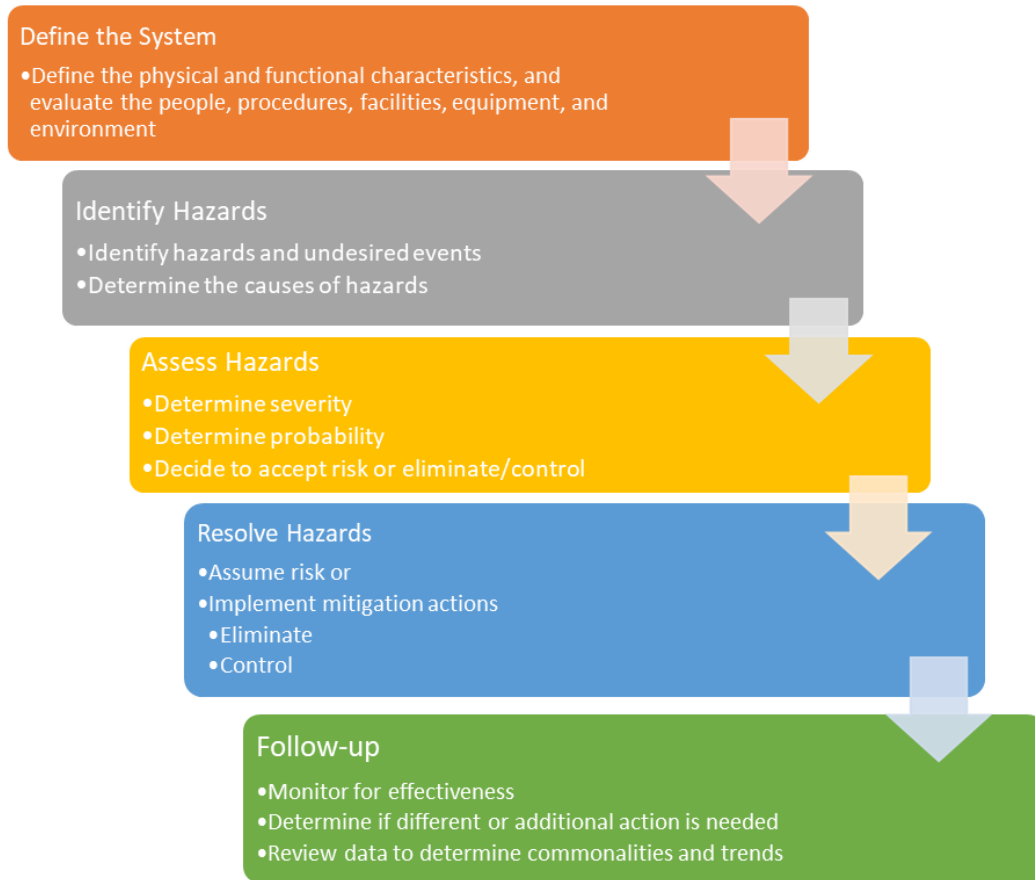 Define the System
•Define the physical and functional characteristics, and
evaluate the people, procedures, facilities, equipment, and
environment
Identify Hazards
•Identify hazards and undesired events
•Determine the causes of hazards
Assess Hazards
•Determine severity
•Determine probability
•Decide to accept risk or eliminate/control
Resolve Hazards
•Assume risk or
•Implement mitigation actions
•Eliminate
•Control
Follow-up
•Monitor for effectiveness
•Determine if different or additional action is needed
•Review data to determine commonalities and trends